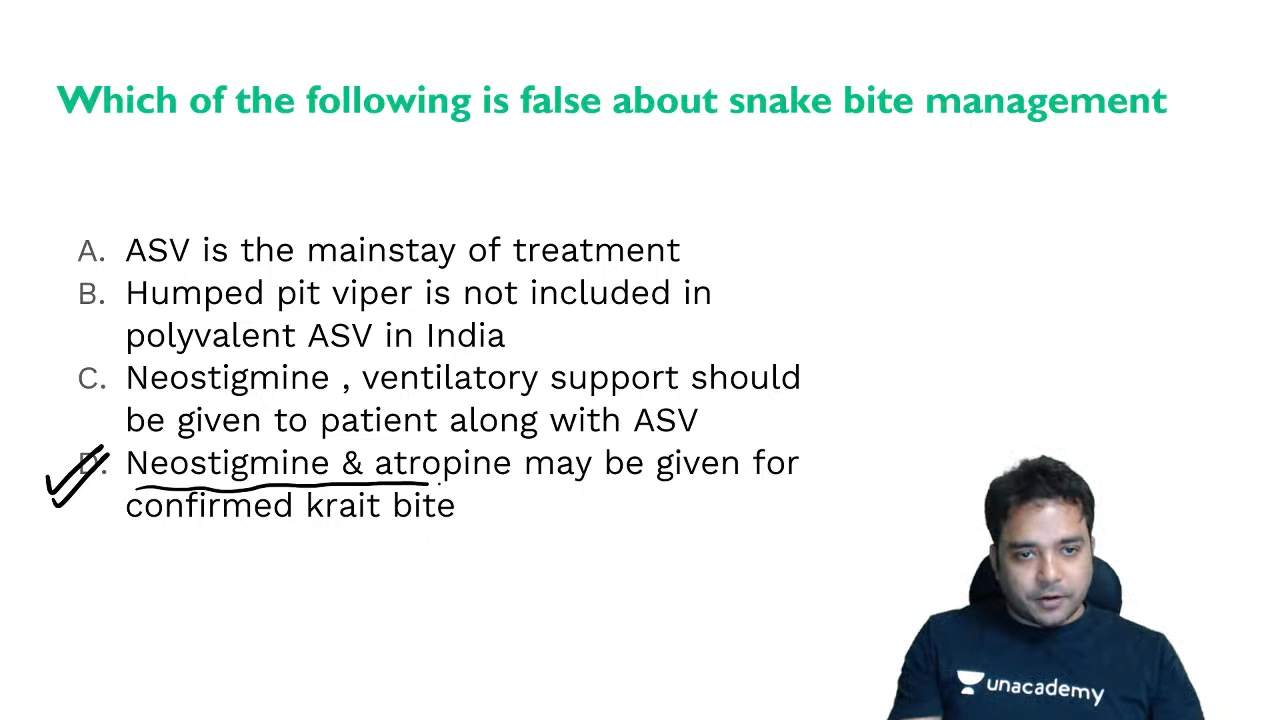 Which of the following is false about snake bite management
A. ASV is the mainstay of treatment
B. Humped pit viper is not included in
polyvalent ASV in India
C. Neostigmine , ventilatory support should
be given to patient along with ASV
D. Neostigmine & atropine may be given for
confirmed krait bite
unacademy